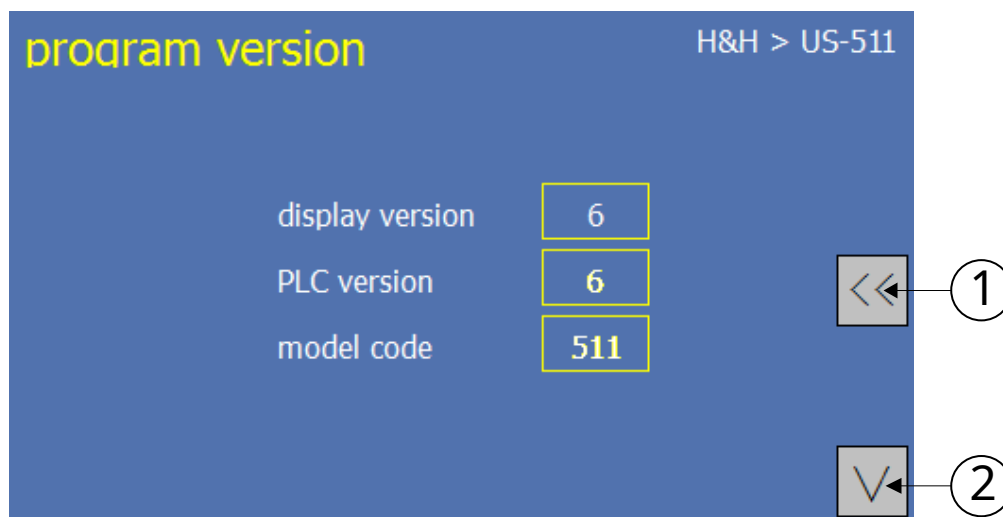 program version
H&H > US-511
display version 6
PLC version 6
model code 511
<< 1
2